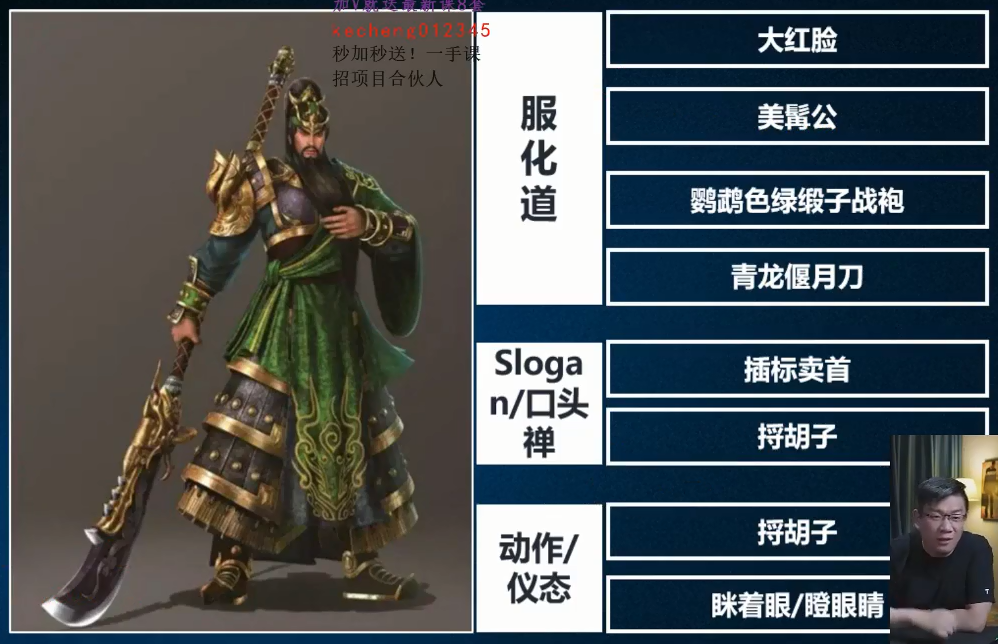 加V就送最新课8套
kecheng012345
秒加秒送！一手课
招项目合伙人
服
化
道
大红脸
美髯公
鹦鹉色绿缎子战袍
青龙偃月刀
Sloga
n/口头
禅
插标卖首
捋胡子
动作/
仪态
捋胡子
眯着眼/瞪眼睛